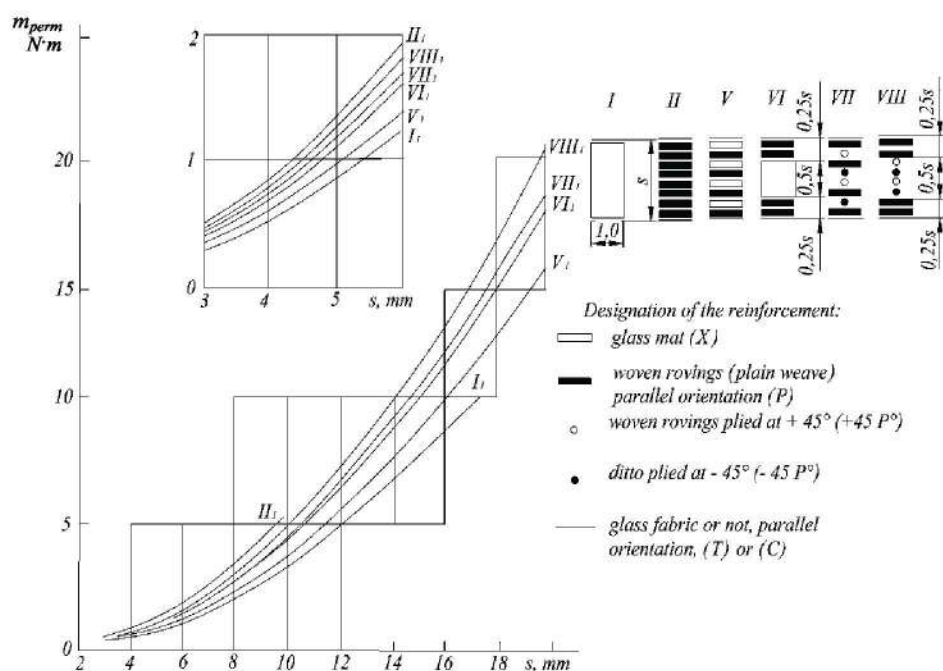 m perm
N·m
20
15
10
5
0
2 4 6 8 10 12 14 16 18 s, mm
II₁
I₁
VIII₁
VII₁
VI₁
V₁
2
1
0
3 4 5 s, mm
II₁
VIII₁
VII₁
VI₁
V₁
I₁
I II V VI VII VIII
0,25s 0,25s
s 0,5s 0,5s
1,0
0,25s 0,25s
Designation of the reinforcement:
glass mat (X)
woven rovings (plain weave)
parallel orientation (P)
woven rovings plied at + 45° (+45 P°)
ditto plied at - 45° (- 45 P°)
glass fabric or not, parallel
orientation, (T) or (C)